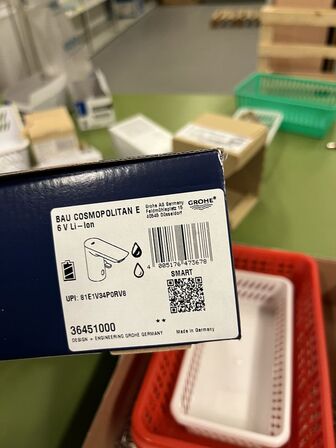 BAU COSMOPOLITAN E
6 V Li-Ion
Grohe AG Germany
Feldmühleplatz 15
40545 Düsseldorf
GROHE
4 005176 473678
SMART
UPI: 81E1V34P0RV8
36451000
DESIGN + ENGINEERING GROHE GERMANY
Made in Germany